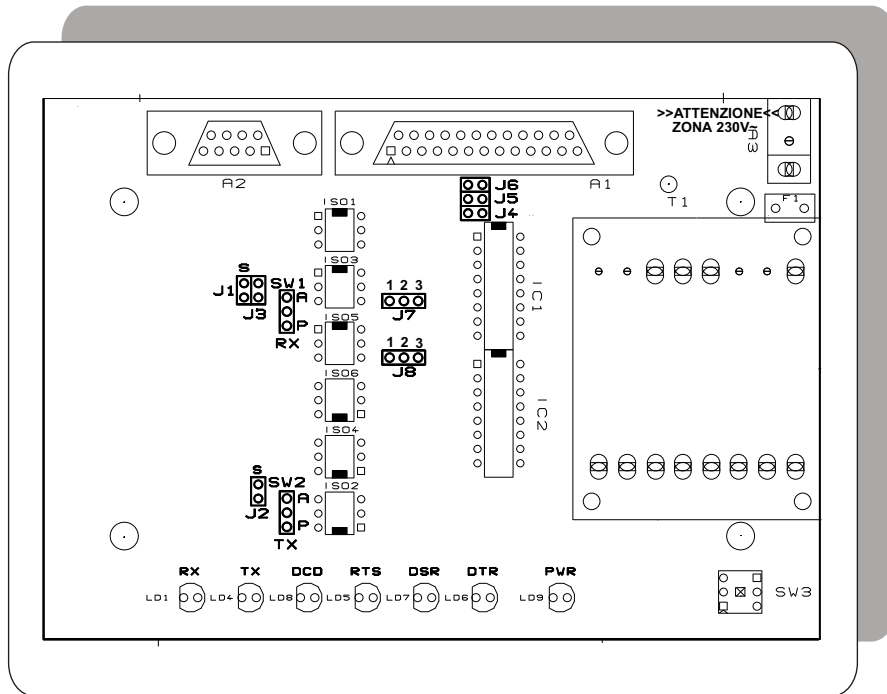 >>ATTENZIONE<<
ZONA 230V~
A3
A2
A1
J6
J5
J4
T1
F1
ISO1
ISO3
S
SW1
J1
A
J3
P
RX
1 2 3
J7
IC1
ISO5
1 2 3
J8
ISO6
IC2
ISO4
S
SW2
ISO2
J2
A
P
TX
RX TX DCD RTS DSR DTR PWR
LD1 LD4 LD8 LD5 LD7 LD6 LD9
SW3